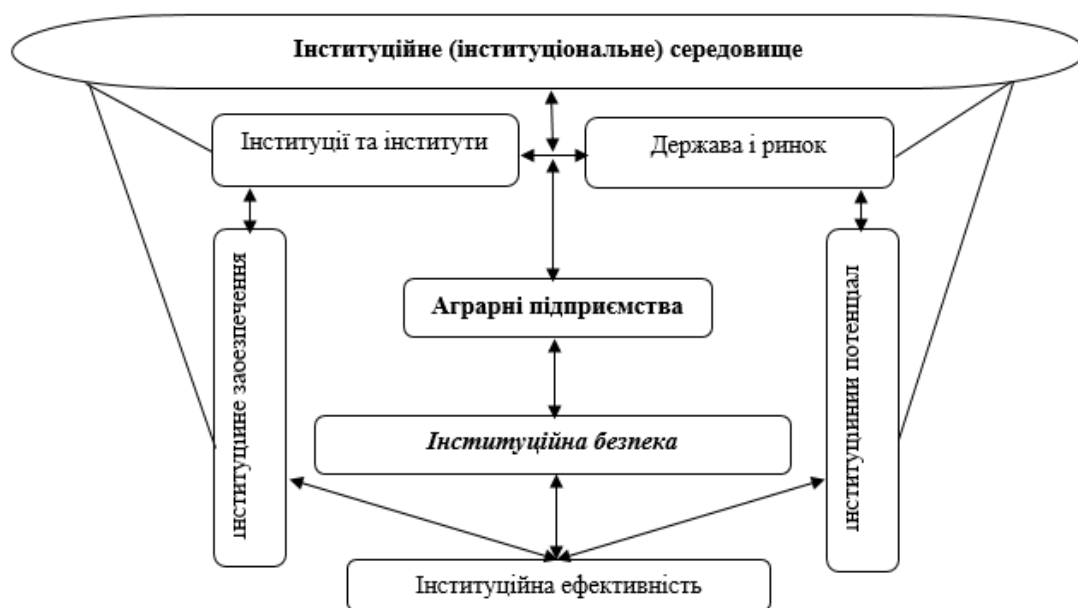 Інституційне (інституціональне) середовище
Інституції та інститути
Держава і ринок
Інституційне забезпечення
Аграрні підприємства
Інституційний потенціал
Інституційна безпека
Інституційна ефективність